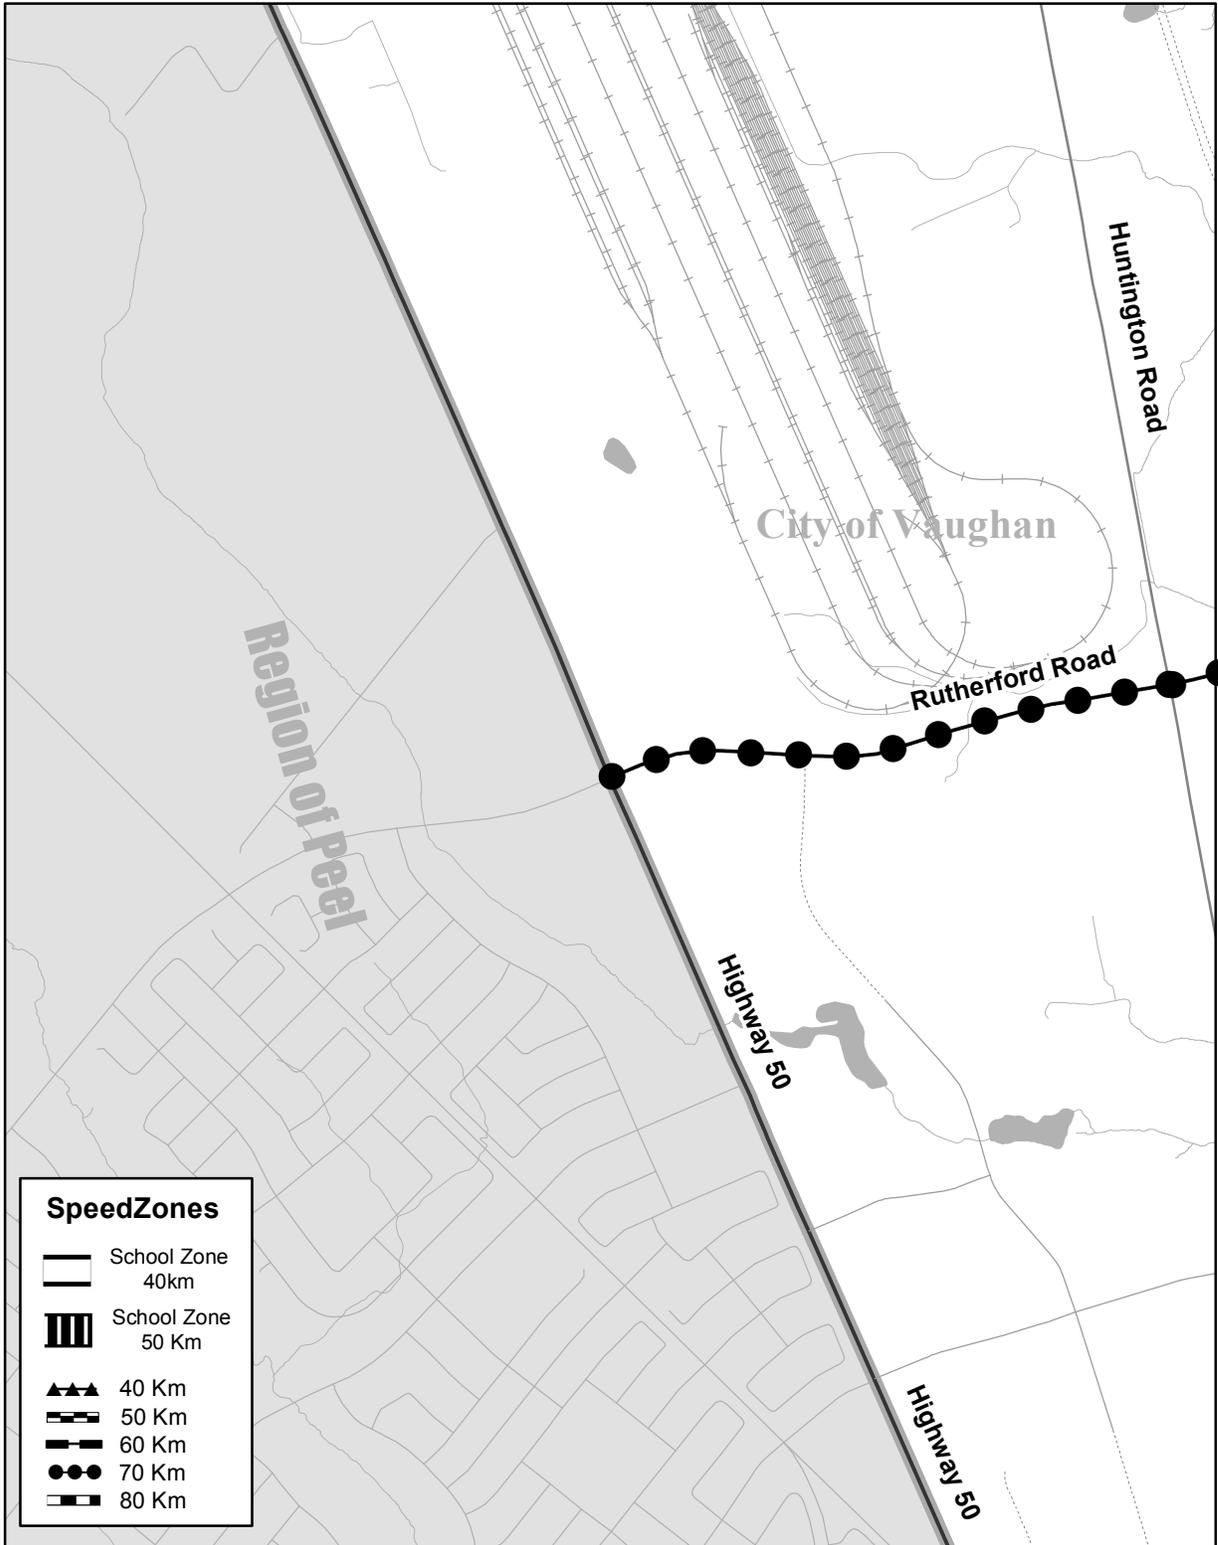 Huntington Road
City of Vaughan
Region of Peel
Rutherford Road
Highway 50
Highway 50
SpeedZones
School Zone
40km
School Zone
50 Km
40 Km
50 Km
60 Km
70 Km
80 Km